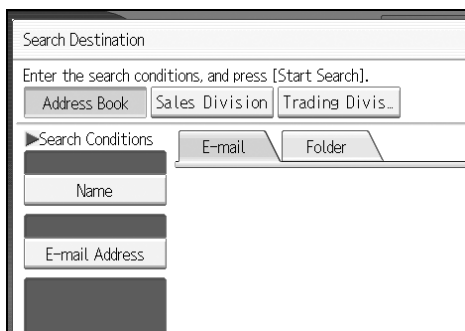 Search Destination
Enter the search conditions, and press [Start Search].
Address Book Sales Division Trading Divis…
▶Search Conditions E-mail Folder
Name
E-mail Address